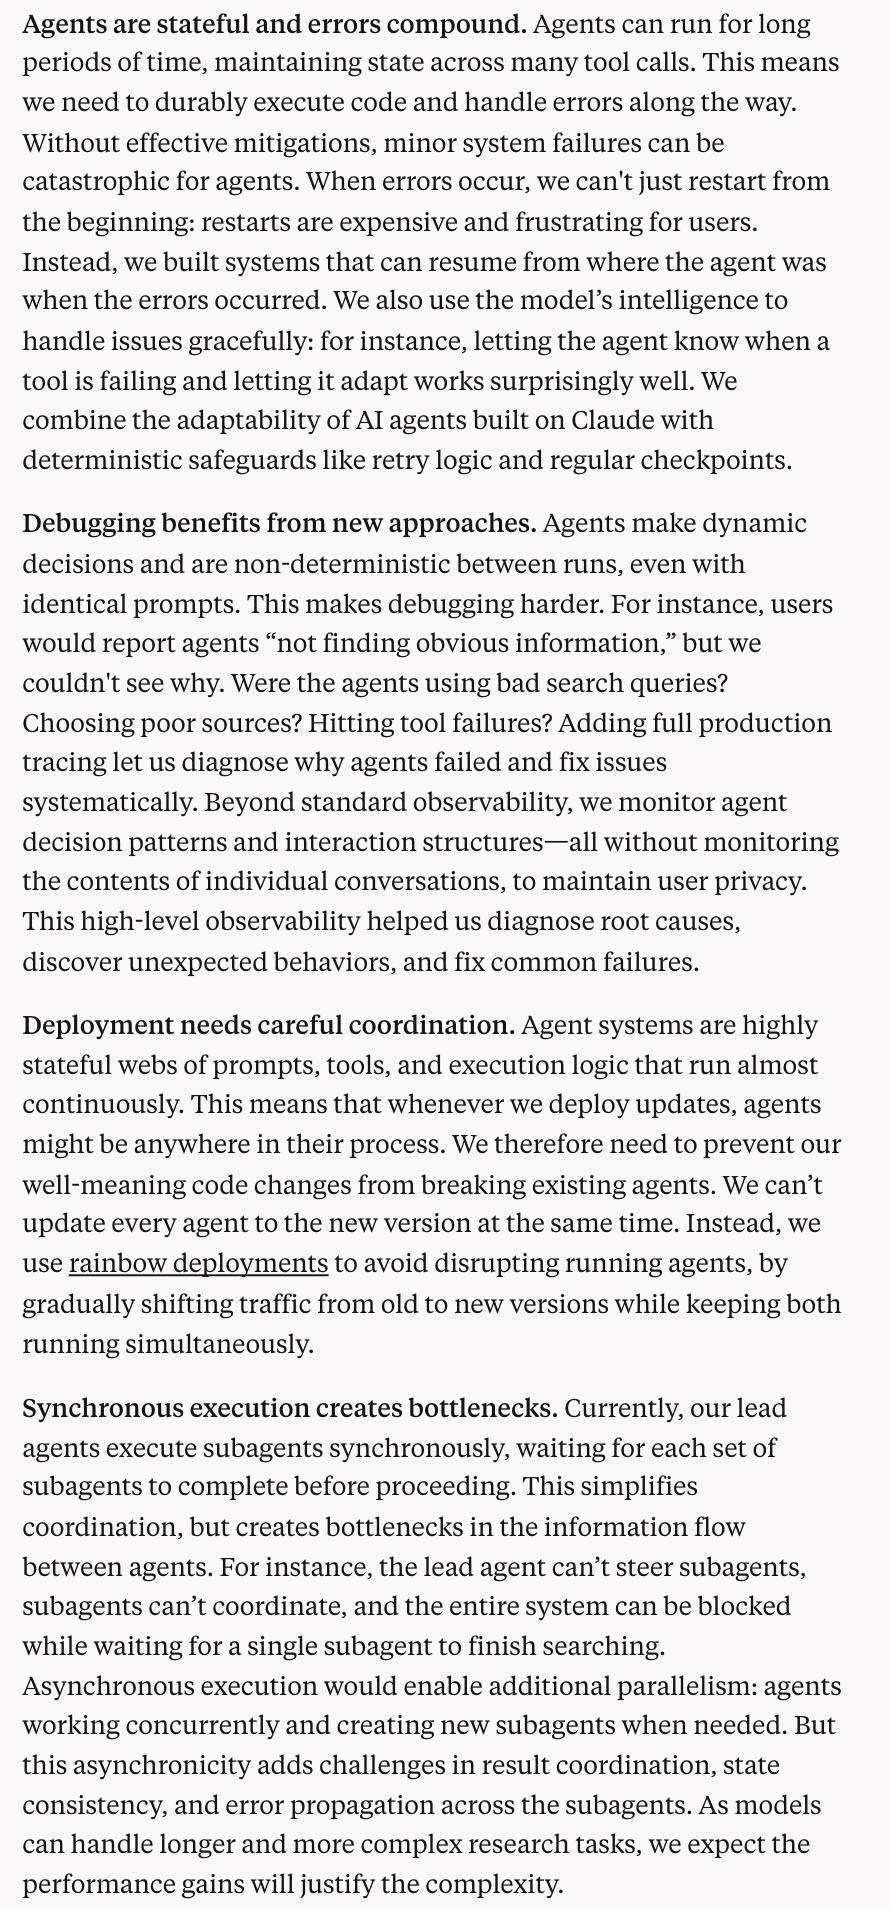 Agents are stateful and errors compound. Agents can run for long
periods of time, maintaining state across many tool calls. This means
we need to durably execute code and handle errors along the way.
Without effective mitigations, minor system failures can be
catastrophic for agents. When errors occur, we can't just restart from
the beginning: restarts are expensive and frustrating for users.
Instead, we built systems that can resume from where the agent was
when the errors occurred. We also use the model’s intelligence to
handle issues gracefully: for instance, letting the agent know when a
tool is failing and letting it adapt works surprisingly well. We
combine the adaptability of AI agents built on Claude with
deterministic safeguards like retry logic and regular checkpoints.
Debugging benefits from new approaches. Agents make dynamic
decisions and are non-deterministic between runs, even with
identical prompts. This makes debugging harder. For instance, users
would report agents “not finding obvious information,” but we
couldn't see why. Were the agents using bad search queries?
Choosing poor sources? Hitting tool failures? Adding full production
tracing let us diagnose why agents failed and fix issues
systematically. Beyond standard observability, we monitor agent
decision patterns and interaction structures—all without monitoring
the contents of individual conversations, to maintain user privacy.
This high-level observability helped us diagnose root causes,
discover unexpected behaviors, and fix common failures.
Deployment needs careful coordination. Agent systems are highly
stateful webs of prompts, tools, and execution logic that run almost
continuously. This means that whenever we deploy updates, agents
might be anywhere in their process. We therefore need to prevent our
well-meaning code changes from breaking existing agents. We can’t
update every agent to the new version at the same time. Instead, we
use rainbow deployments to avoid disrupting running agents, by
gradually shifting traffic from old to new versions while keeping both
running simultaneously.
Synchronous execution creates bottlenecks. Currently, our lead
agents execute subagents synchronously, waiting for each set of
subagents to complete before proceeding. This simplifies
coordination, but creates bottlenecks in the information flow
between agents. For instance, the lead agent can’t steer subagents,
subagents can’t coordinate, and the entire system can be blocked
while waiting for a single subagent to finish searching.
Asynchronous execution would enable additional parallelism: agents
working concurrently and creating new subagents when needed. But
this asynchronicity adds challenges in result coordination, state
consistency, and error propagation across the subagents. As models
can handle longer and more complex research tasks, we expect the
performance gains will justify the complexity.